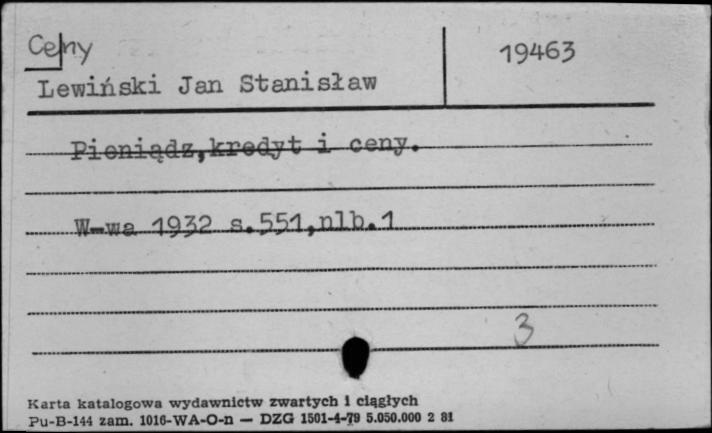 Ceny
19463
Lewiński Jan Stanisław
Pieniądz,kredyt i ceny.
W-wa 1932 s.551,nlb.1
3
Karta katalogowa wydawnictw zwartych i ciągłych
Pu-B-144 zam. 1016-WA-O-n — DZG 1501-4-79 5.050.000 2 81